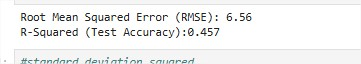 Root Mean Squared Error (RMSE): 6.56
R-Squared (Test Accuracy):0.457
#standard deviation squared